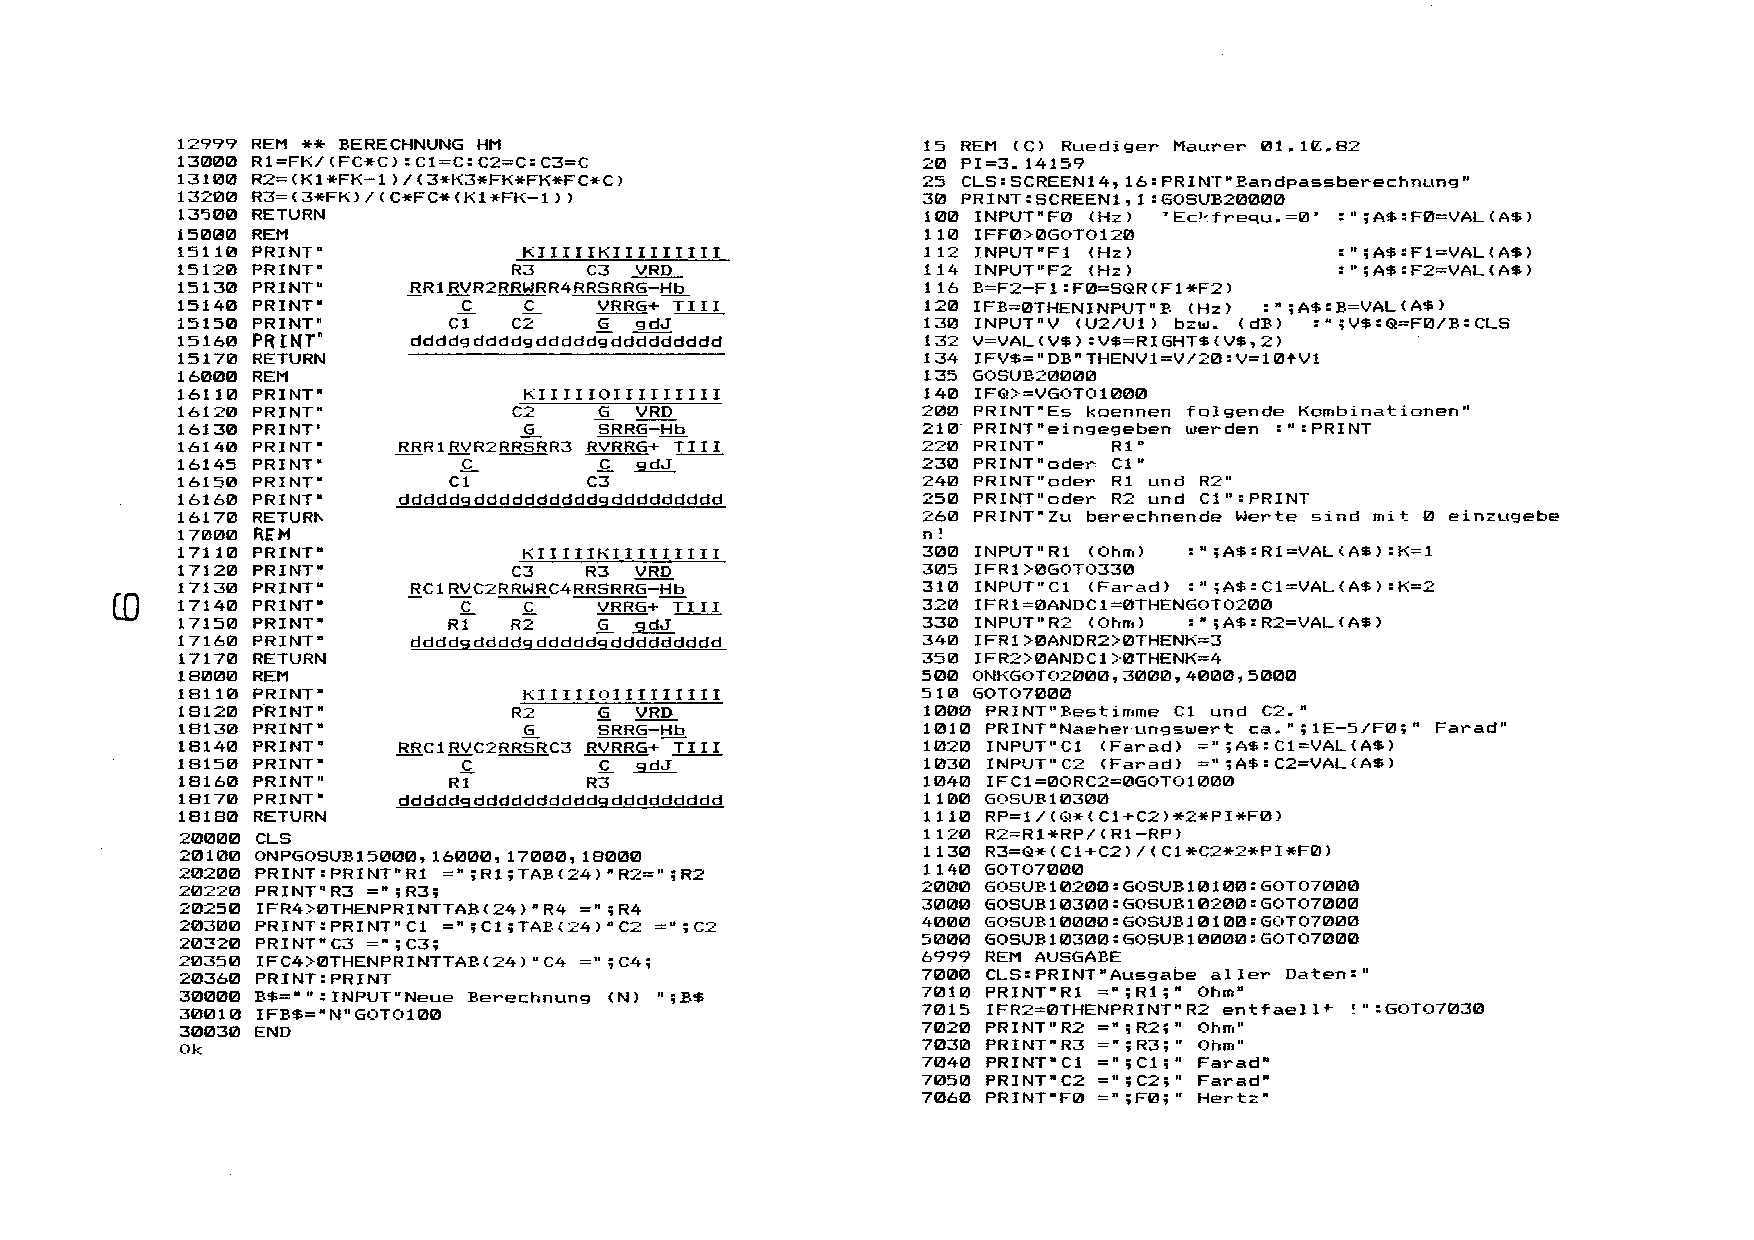 12999 REM ** BERECHNUNG HM
13000 R1=FK/(FC*C):C1=C:C2=C:C3=C
13100 R2=(K1*FK-1)/(3*K3*FK*FK*FC*C)
13200 R3=(3*FK)/(C*FC*(K1*FK-1))
13500 RETURN
15000 REM
15110 PRINT" KIIIIIKIIIIIIIII
15120 PRINT" R3 C3 VRD
15130 PRINT" RR1RVR2RRWRR4RRSRRG-Hb
15140 PRINT" C C VRRG+ TIII
15150 PRINT" C1 C2 G gdJ
15160 PRINT" ddddgddddgdddddgddddddddd
15170 RETURN
16000 REM
16110 PRINT" KIIIIIOIIIIIIIII
16120 PRINT" C2 G VRD
16130 PRINT' G SRRG-Hb
16140 PRINT" RRR1RVR2RRSRR3 RVRRG+ TIII
16145 PRINT" C C gdJ
16150 PRINT" C1 C3
16160 PRINT" dddddgddddddddddgddddddddd
16170 RETURN
17000 REM
17110 PRINT" KIIIIIKIIIIIIIII
17120 PRINT" C3 R3 VRD
17130 PRINT" RC1RVC2RRWRC4RRSRRG-Hb
17140 PRINT" C C VRRG+ TIII
17150 PRINT" R1 R2 G gdJ
17160 PRINT" ddddgddddgdddddgddddddddd
17170 RETURN
18000 REM
18110 PRINT" KIIIIIOIIIIIIIII
18120 PRINT" R2 G VRD
18130 PRINT" G SRRG-Hb
18140 PRINT" RRC1RVC2RRSRC3 RVRRG+ TIII
18150 PRINT" C C gdJ
18160 PRINT" R1 R3
18170 PRINT" dddddgddddddddddgddddddddd
18180 RETURN
20000 CLS
20100 ONPGOSUB15000,16000,17000,18000
20200 PRINT:PRINT"R1 =";R1;TAB(24)"R2=";R2
20220 PRINT"R3 =";R3;
20250 IFR4>0THENPRINTTAB(24)"R4 =";R4
20300 PRINT:PRINT"C1 =";C1;TAB(24)"C2 =";C2
20320 PRINT"C3 =";C3;
20350 IFC4>0THENPRINTTAB(24)"C4 =";C4;
20360 PRINT:PRINT
30000 B$="":INPUT"Neue Berechnung (N) ";B$
30010 IFB$="N"GOTO100
30030 END
Ok
15 REM (C) Ruediger Maurer 01.10.82
20 PI=3.14159
25 CLS:SCREEN14,16:PRINT"Bandpassberechnung"
30 PRINT:SCREEN1,1:GOSUB20000
100 INPUT"F0 (Hz) 'Eckfrequ.=0' :";A$:F0=VAL(A$)
110 IFF0>0GOTO120
112 INPUT"F1 (Hz) :";A$:F1=VAL(A$)
114 INPUT"F2 (Hz) :";A$:F2=VAL(A$)
116 B=F2-F1:F0=SQR(F1*F2)
120 IFB=0THENINPUT"B (Hz) :";A$:B=VAL(A$)
130 INPUT"V (U2/U1) bzw. (dB) :";V$:Q=F0/B:CLS
132 V=VAL(V$):V$=RIGHT$(V$,2)
134 IFV$="DB"THENV1=V/20:V=10↑V1
135 GOSUB20000
140 IFQ>=VGOTO1000
200 PRINT"Es koennen folgende Kombinationen"
210 PRINT"eingegeben werden :":PRINT
220 PRINT" R1"
230 PRINT"oder C1"
240 PRINT"oder R1 und R2"
250 PRINT"oder R2 und C1":PRINT
260 PRINT"Zu berechnende Werte sind mit 0 einzugebe
n!
300 INPUT"R1 (Ohm) :";A$:R1=VAL(A$):K=1
305 IFR1>0GOTO330
310 INPUT"C1 (Farad) :";A$:C1=VAL(A$):K=2
320 IFR1=0ANDC1=0THENGOTO200
330 INPUT"R2 (Ohm) :";A$:R2=VAL(A$)
340 IFR1>0ANDR2>0THENK=3
350 IFR2>0ANDC1>0THENK=4
500 ONKGOTO2000,3000,4000,5000
510 GOTO7000
1000 PRINT"Bestimme C1 und C2."
1010 PRINT"Naeherungswert ca.";1E-5/F0;" Farad"
1020 INPUT"C1 (Farad) =";A$:C1=VAL(A$)
1030 INPUT"C2 (Farad) =";A$:C2=VAL(A$)
1040 IFC1=0ORC2=0GOTO1000
1100 GOSUB10300
1110 RP=1/(Q*(C1+C2)*2*PI*F0)
1120 R2=R1*RP/(R1-RP)
1130 R3=Q*(C1+C2)/(C1*C2*2*PI*F0)
1140 GOTO7000
2000 GOSUB10200:GOSUB10100:GOTO7000
3000 GOSUB10300:GOSUB10200:GOTO7000
4000 GOSUB10000:GOSUB10100:GOTO7000
5000 GOSUB10300:GOSUB10000:GOTO7000
6999 REM AUSGABE
7000 CLS:PRINT"Ausgabe aller Daten:"
7010 PRINT"R1 =";R1;" Ohm"
7015 IFR2=0THENPRINT"R2 entfaellt !":GOTO7030
7020 PRINT"R2 =";R2;" Ohm"
7030 PRINT"R3 =";R3;" Ohm"
7040 PRINT"C1 =";C1;" Farad"
7050 PRINT"C2 =";C2;" Farad"
7060 PRINT"F0 =";F0;" Hertz"